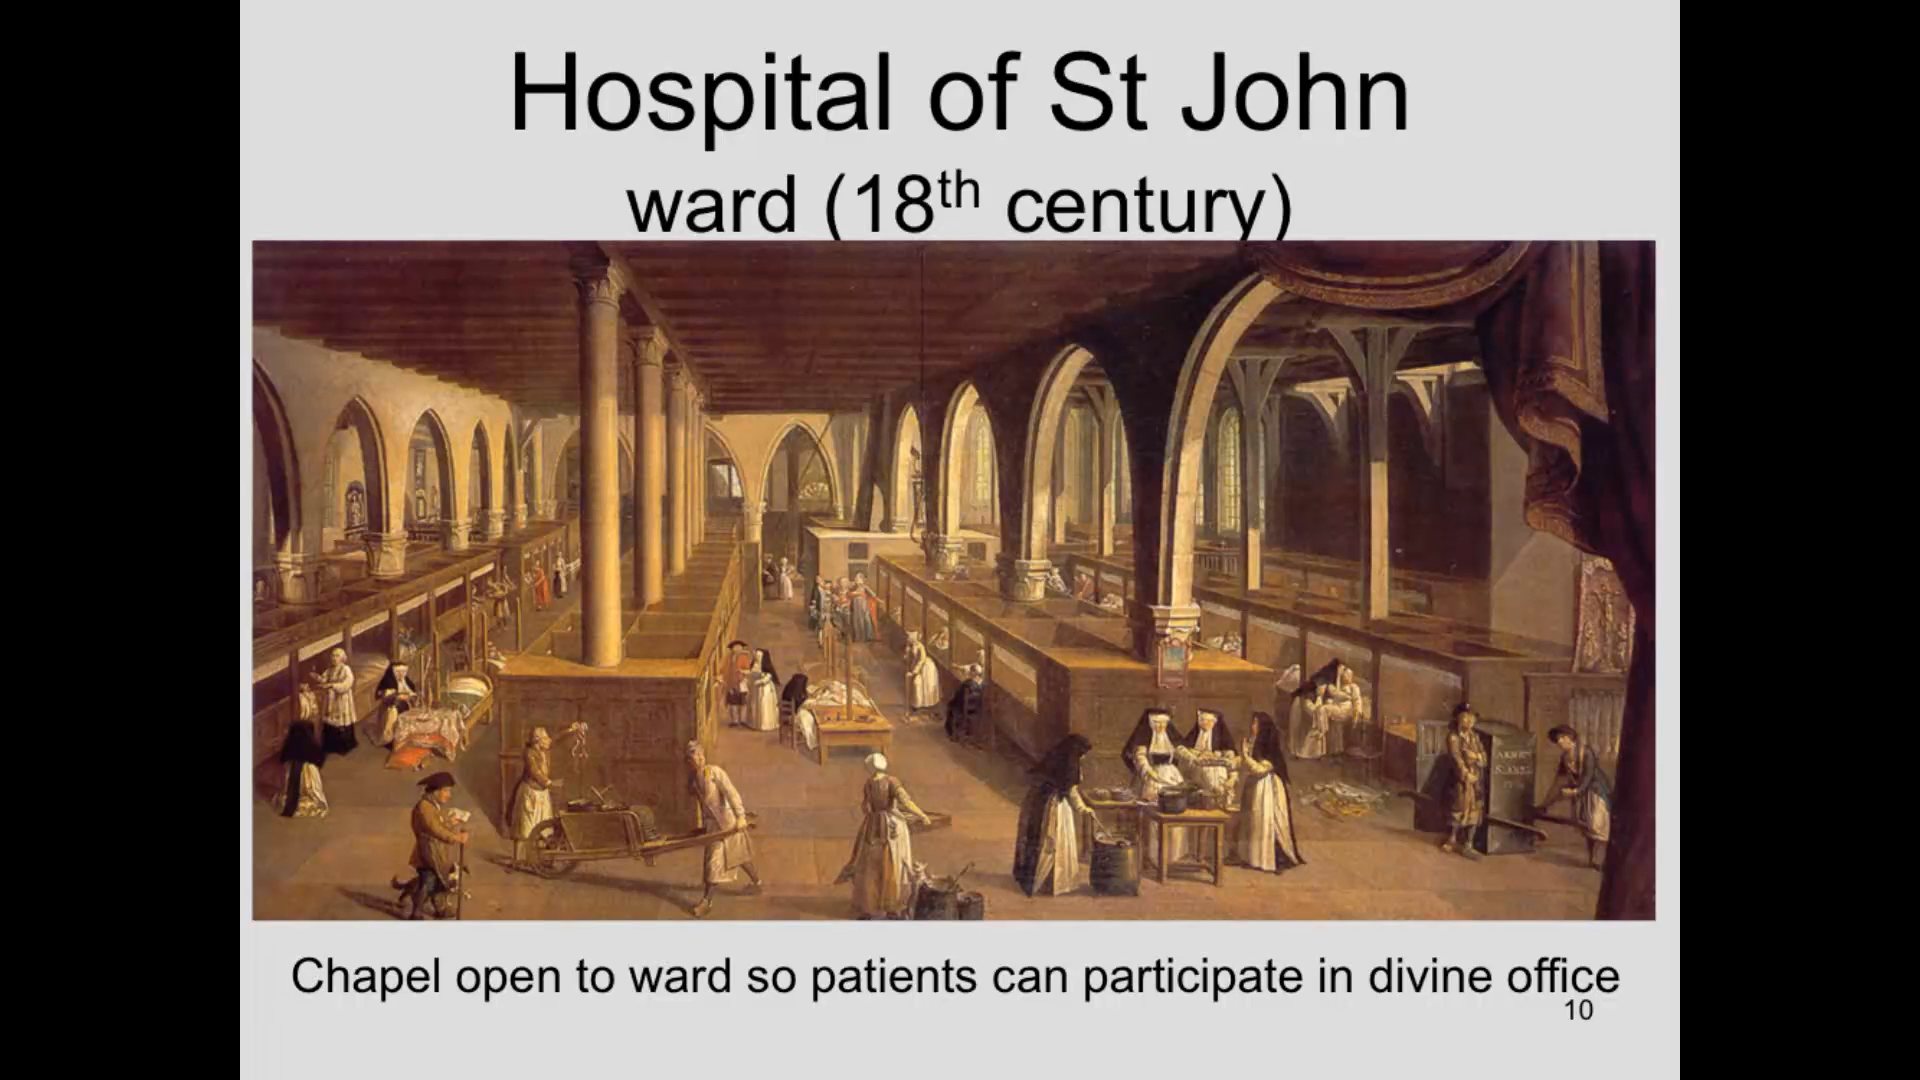 Hospital of St John
ward (18th century)
Chapel open to ward so patients can participate in divine office
10